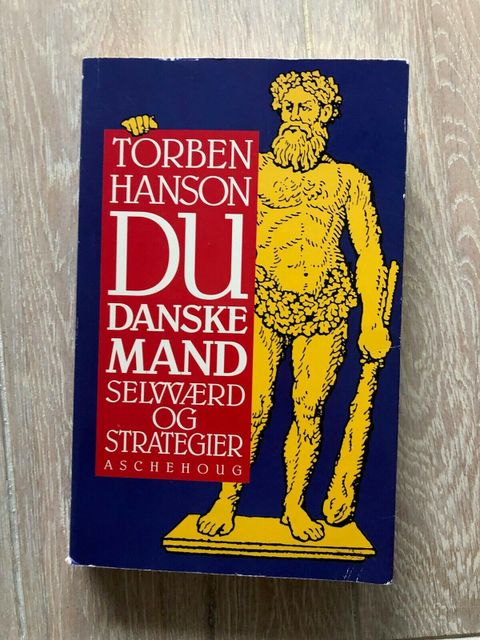 TORBEN
HANSON
DU
DANSKE
MAND
SELVVÆRD
OG
STRATEGIER
ASCHEHOUG